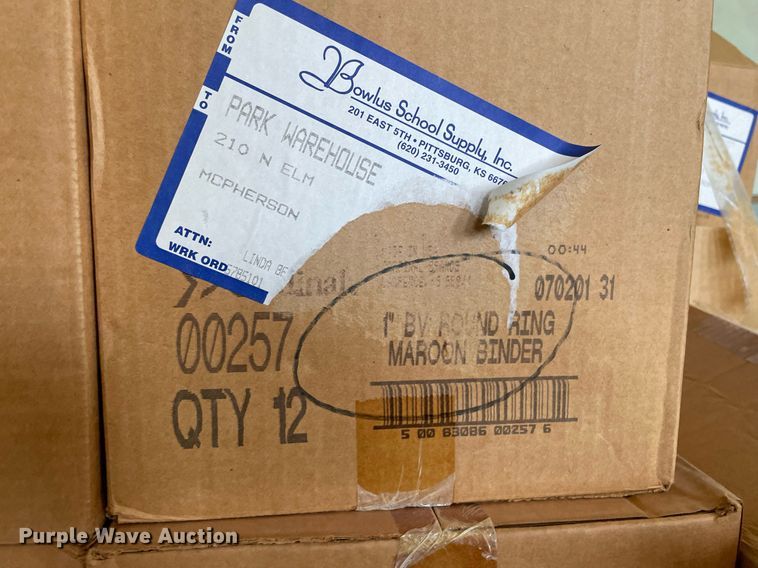 FROM
Bowlus School Supply, Inc.
201 EAST 5TH • PITTSBURG, KS
(620) 231-3450
TO
PARK WAREHOUSE
210 N ELM
MCPHERSON
ATTN:
LINDA
WRK ORD
00:44
070201 31
00257
1" BV ROUND RING
MAROON BINDER
QTY 12
5 00 83086 00257 6
Purple Wave Auction